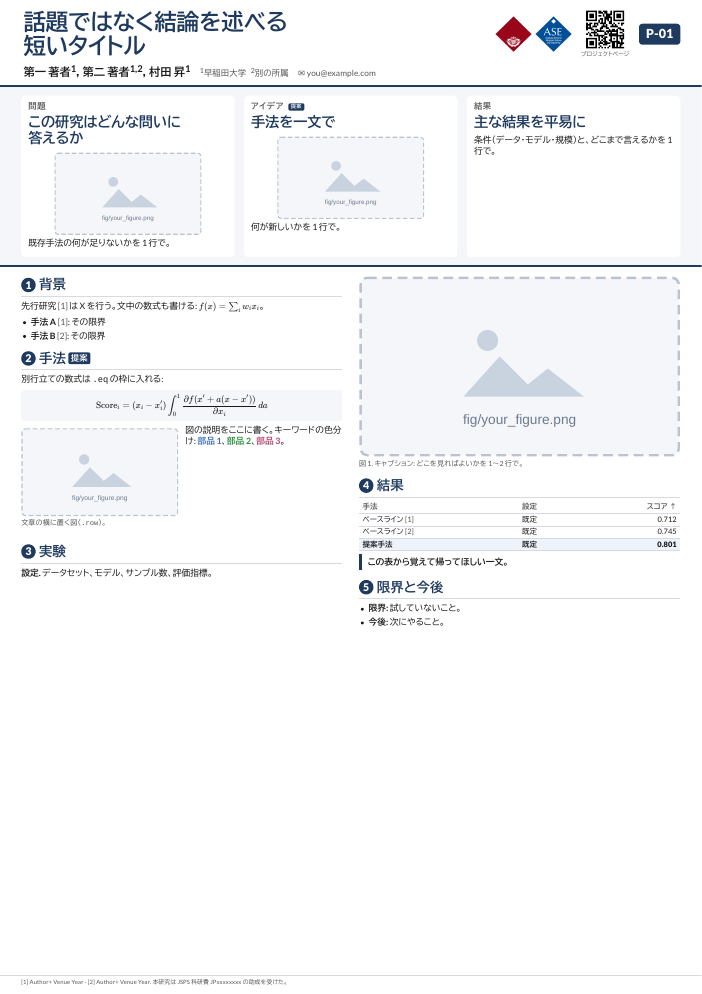 話題ではなく結論を述べる
短いタイトル
第一 著者1, 第二 著者1,2, 村田 昇1 1早稲田大学 2別の所属 ✉ you@example.com
ASE
プロジェクトページ
P-01
問題
この研究はどんな問いに
答えるか
fig/your_figure.png
既存手法の何が足りないかを 1 行で。
アイデア 提案
手法を一文で
fig/your_figure.png
何が新しいかを 1 行で。
結果
主な結果を平易に
条件(データ・モデル・規模)と、どこまで言えるかを 1
行で。
1 背景
先行研究 [1] は X を行う。文中の数式も書ける: f(x) = ∑_i w_i x_i。
• 手法 A [1]: その限界
• 手法 B [2]: その限界
2 手法 提案
別行立ての数式は .eq の枠に入れる:
Score_i = (x_i − x′_i) ∫_0^1 ∂f(x′ + a(x − x′))/∂x_i da
fig/your_figure.png
文章の横に置く図(.row)。
図の説明をここに書く。キーワードの色分
け: 部品 1、部品 2、部品 3。
3 実験
設定. データセット、モデル、サンプル数、評価指標。
fig/your_figure.png
図 1. キャプション: どこを見ればよいかを 1〜2 行で。
4 結果
手法 設定 スコア ↑
ベースライン [1] 既定 0.712
ベースライン [2] 既定 0.745
提案手法 既定 0.801
この表から覚えて帰ってほしい一文。
5 限界と今後
• 限界: 試していないこと。
• 今後: 次にやること。
[1] Author+ Venue Year · [2] Author+ Venue Year. 本研究は JSPS 科研費 JPxxxxxxxx の助成を受けた。